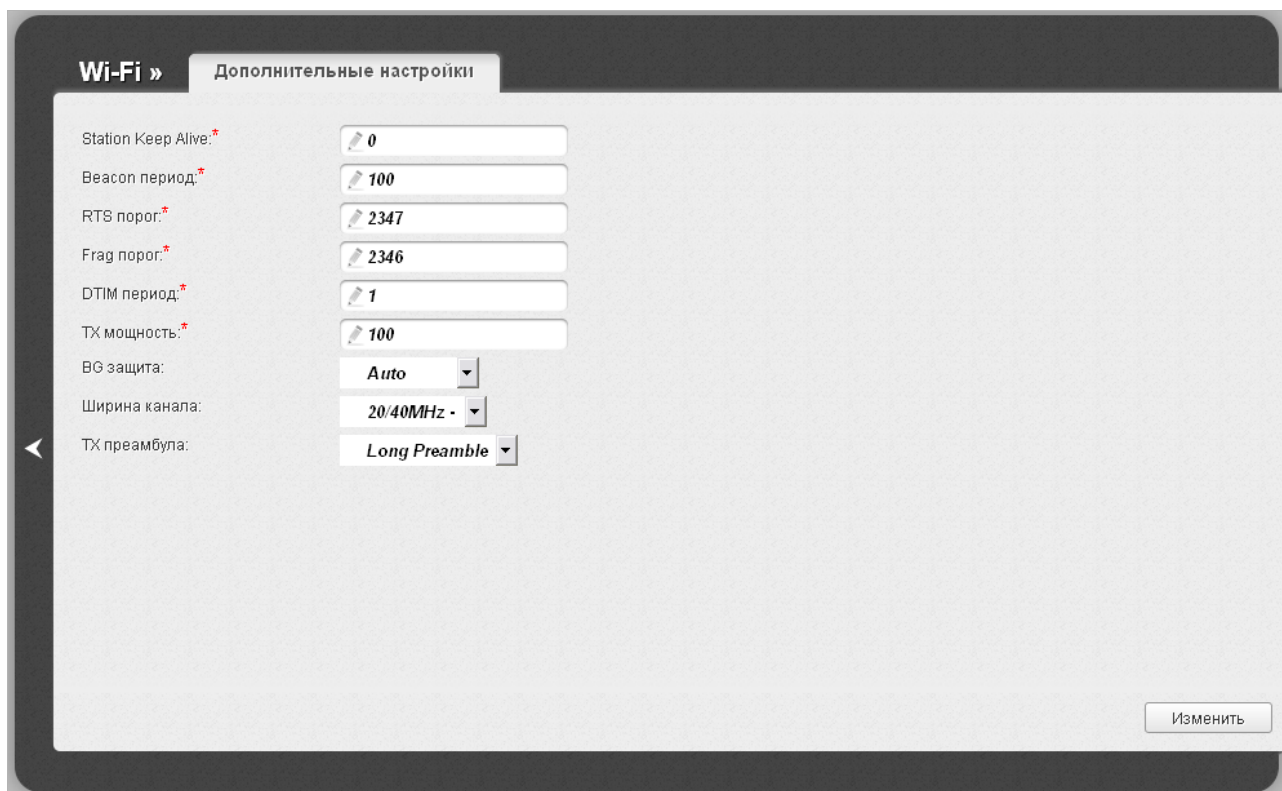 Wi-Fi » Дополнительные настройки
Station Keep Alive:* 0
Beacon период:* 100
RTS порог:* 2347
Frag порог:* 2346
DTIM период:* 1
TX мощность:* 100
BG защита: Auto
Ширина канала: 20/40MHz -
TX преамбула: Long Preamble
Изменить